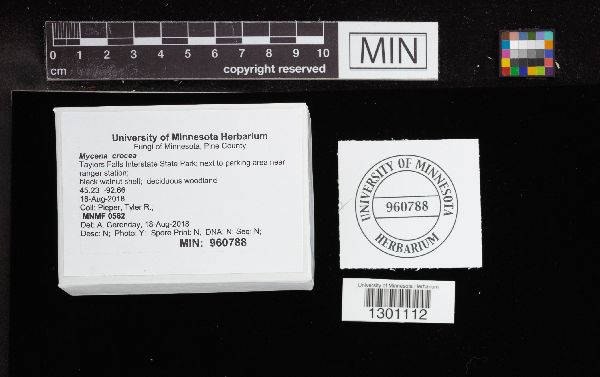 0 1 2 3 4 5 6 7 8 9 10
cm
copyright reserved
MIN
University of Minnesota Herbarium
Fungi of Minnesota, Pine County
Mycena crocea
Taylors Falls Interstate State Park; next to parking area near
ranger station;
black walnut shell; deciduous woodland
45.23 -92.66
18-Aug-2018
Coll: Pieper, Tyler R.;
MNMF 0582
Det: A. Gerenday, 18-Aug-2018
Desc: N; Photo: Y; Spore Print: N; DNA: N; Seq: N;
MIN: 960788
UNIVERSITY OF MINNESOTA
960788
HERBARIUM
University of Minnesota, Herbarium
1301112